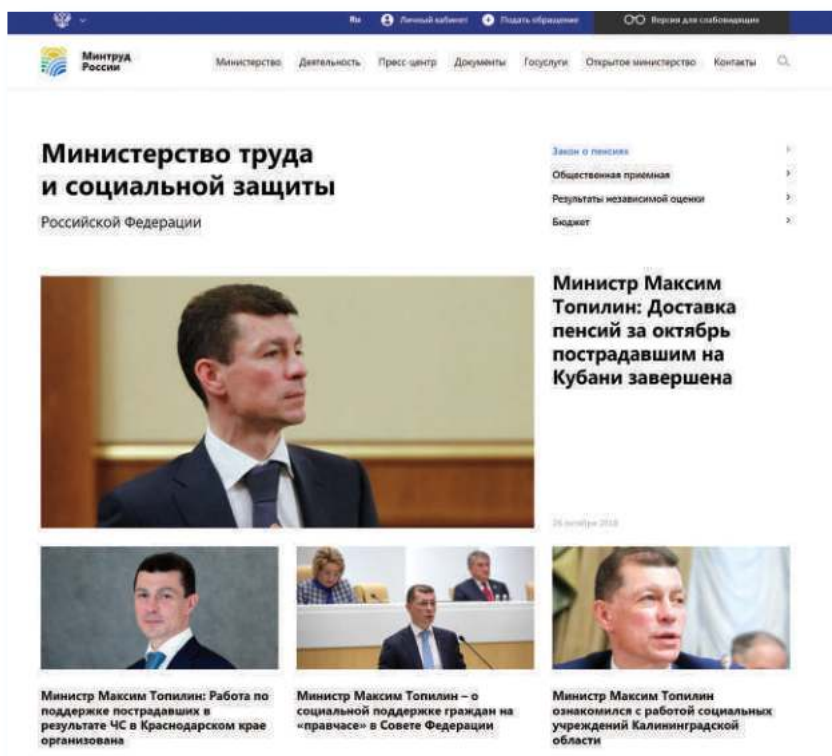 Ru Личный кабинет Подать обращение Версия для слабовидящих
Минтруд
России
Министерство Деятельность Пресс-центр Документы Госуслуги Открытое министерство Контакты
Министерство труда
и социальной защиты
Российской Федерации
Закон о пенсиях
Общественная приемная
Результаты независимой оценки
Бюджет
Министр Максим
Топилин: Доставка
пенсий за октябрь
пострадавшим на
Кубани завершена
26 октября 2018
Министр Максим Топилин: Работа по
поддержке пострадавших в
результате ЧС в Краснодарском крае
организована
Министр Максим Топилин – о
социальной поддержке граждан на
«правчасе» в Совете Федерации
Министр Максим Топилин
ознакомился с работой социальных
учреждений Калининградской
области